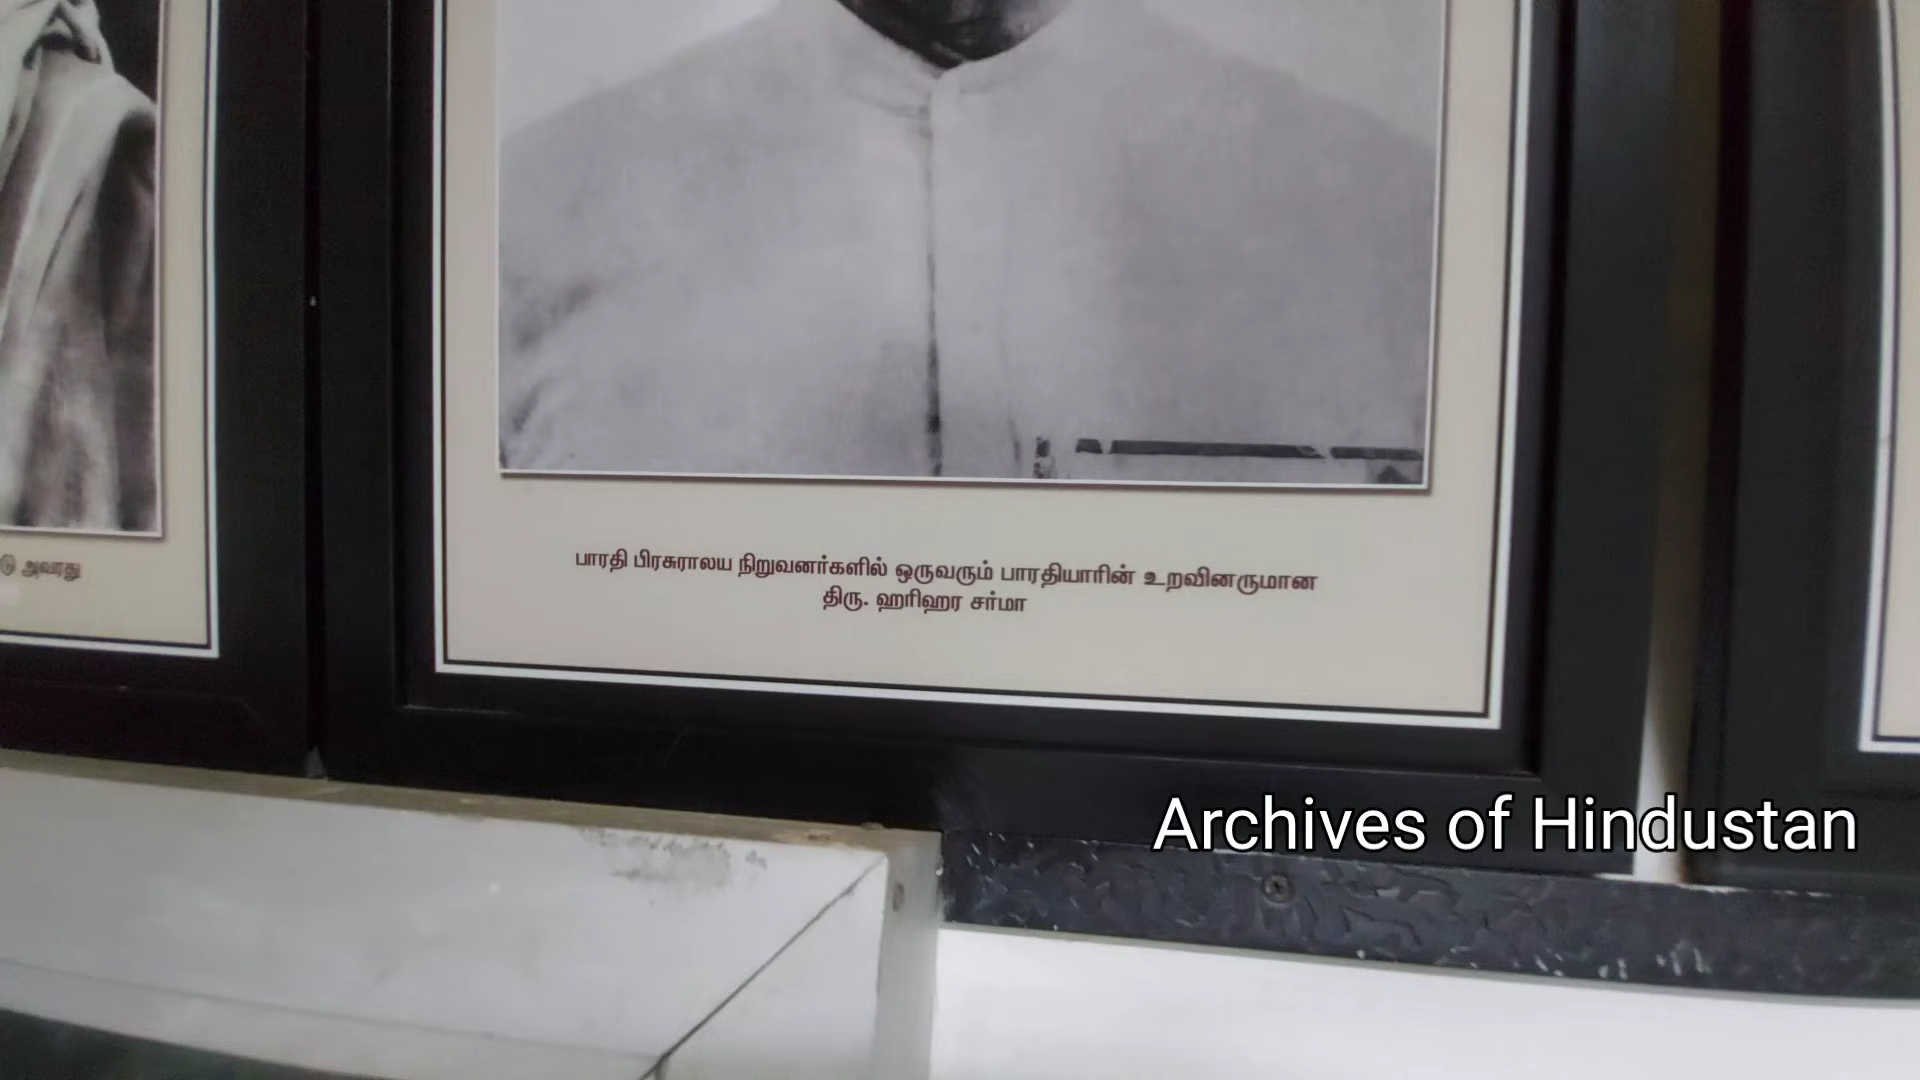 டு அவரது
பாரதி பிரசுராலய நிறுவனர்களில் ஒருவரும் பாரதியாரின் உறவினருமான
திரு. ஹரிஹர சர்மா
Archives of Hindustan